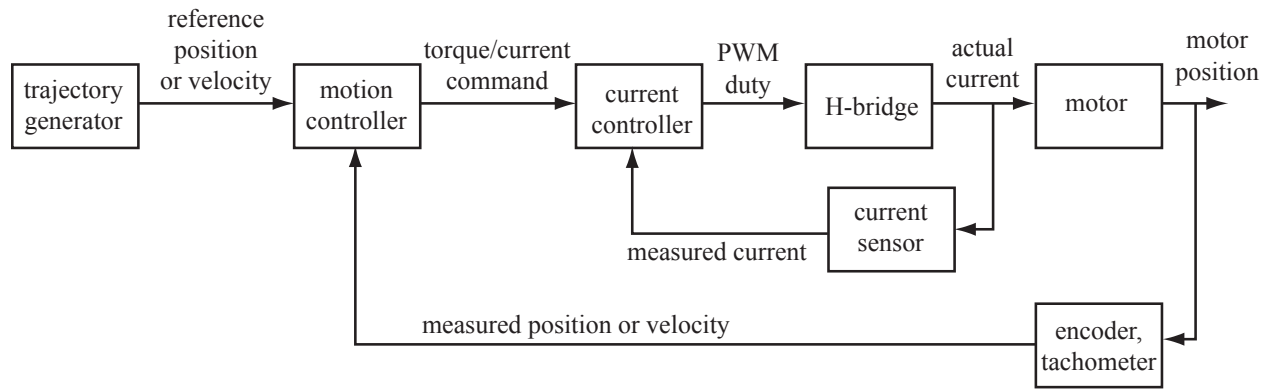 reference
position
or velocity
trajectory
generator
motion
controller
torque/current
command
current
controller
PWM
duty
H-bridge
actual
current
motor
motor
position
current
sensor
measured current
encoder,
tachometer
measured position or velocity